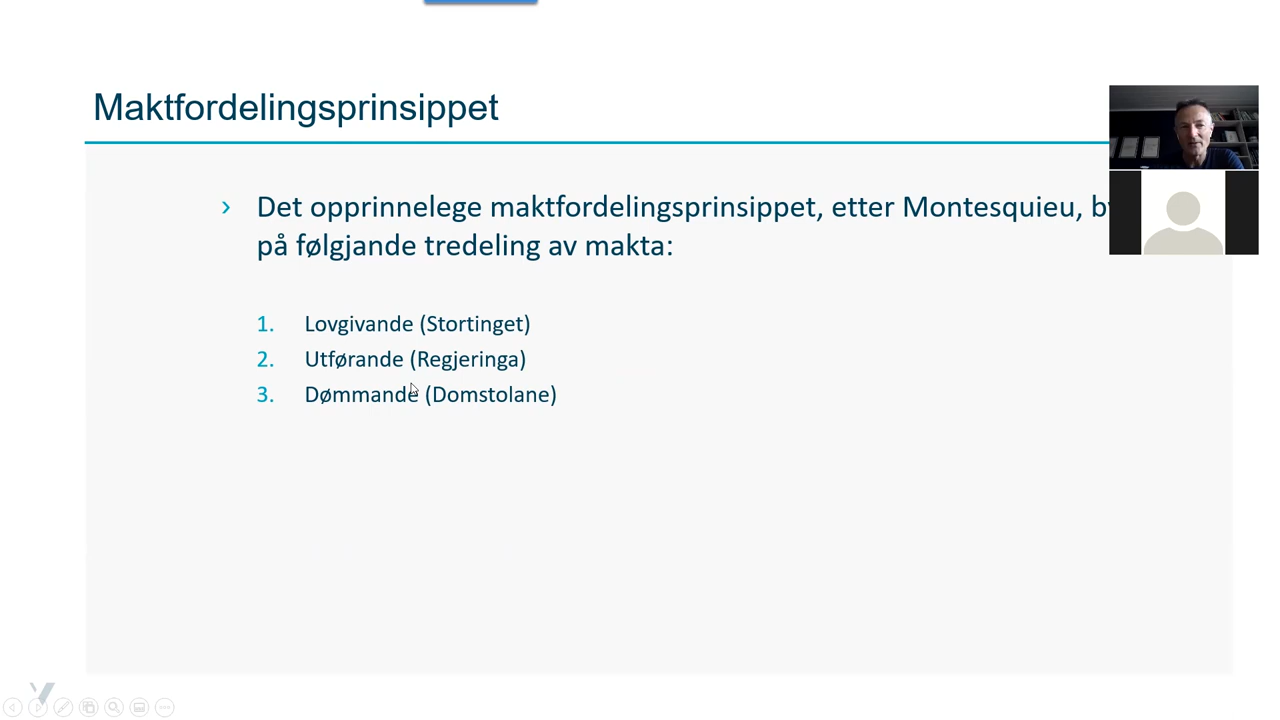 Maktfordelingsprinsippet
› Det opprinnelege maktfordelingsprinsippet, etter Montesquieu,
på følgjande tredeling av makta:
1. Lovgivande (Stortinget)
2. Utførande (Regjeringa)
3. Dømmande (Domstolane)